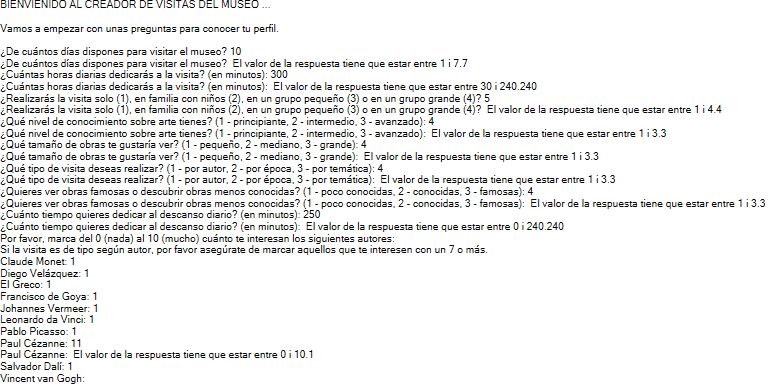 BIENVENIDO AL CREADOR DE VISITAS DEL MUSEO ...
Vamos a empezar con unas preguntas para conocer tu perfil.
¿De cuántos días dispones para visitar el museo? 10
¿De cuántos días dispones para visitar el museo?  El valor de la respuesta tiene que estar entre 1 i 7.7
¿Cuántas horas diarias dedicarás a la visita? (en minutos): 300
¿Cuántas horas diarias dedicarás a la visita? (en minutos):  El valor de la respuesta tiene que estar entre 30 i 240.240
¿Realizarás la visita solo (1), en familia con niños (2), en un grupo pequeño (3) o en un grupo grande (4)? 5
¿Realizarás la visita solo (1), en familia con niños (2), en un grupo pequeño (3) o en un grupo grande (4)?  El valor de la respuesta tiene que estar entre 1 i 4.4
¿Qué nivel de conocimiento sobre arte tienes? (1 - principiante, 2 - intermedio, 3 - avanzado): 4
¿Qué nivel de conocimiento sobre arte tienes? (1 - principiante, 2 - intermedio, 3 - avanzado):  El valor de la respuesta tiene que estar entre 1 i 3.3
¿Qué tamaño de obras te gustaría ver? (1 - pequeño, 2 - mediano, 3 - grande): 4
¿Qué tamaño de obras te gustaría ver? (1 - pequeño, 2 - mediano, 3 - grande):  El valor de la respuesta tiene que estar entre 1 i 3.3
¿Qué tipo de visita deseas realizar? (1 - por autor, 2 - por época, 3 - por temática): 4
¿Qué tipo de visita deseas realizar? (1 - por autor, 2 - por época, 3 - por temática):  El valor de la respuesta tiene que estar entre 1 i 3.3
¿Quieres ver obras famosas o descubrir obras menos conocidas? (1 - poco conocidas, 2 - conocidas, 3 - famosas): 4
¿Quieres ver obras famosas o descubrir obras menos conocidas? (1 - poco conocidas, 2 - conocidas, 3 - famosas):  El valor de la respuesta tiene que estar entre 1 i 3.3
¿Cuánto tiempo quieres dedicar al descanso diario? (en minutos): 250
¿Cuánto tiempo quieres dedicar al descanso diario? (en minutos):  El valor de la respuesta tiene que estar entre 0 i 240.240
Por favor, marca del 0 (nada) al 10 (mucho) cuánto te interesan los siguientes autores:
Si la visita es de tipo según autor, por favor asegúrate de marcar aquellos que te interesen con un 7 o más.
Claude Monet: 1
Diego Velázquez: 1
El Greco: 1
Francisco de Goya: 1
Johannes Vermeer: 1
Leonardo da Vinci: 1
Pablo Picasso: 1
Paul Cézanne: 11
Paul Cézanne:  El valor de la respuesta tiene que estar entre 0 i 10.1
Salvador Dalí: 1
Vincent van Gogh: